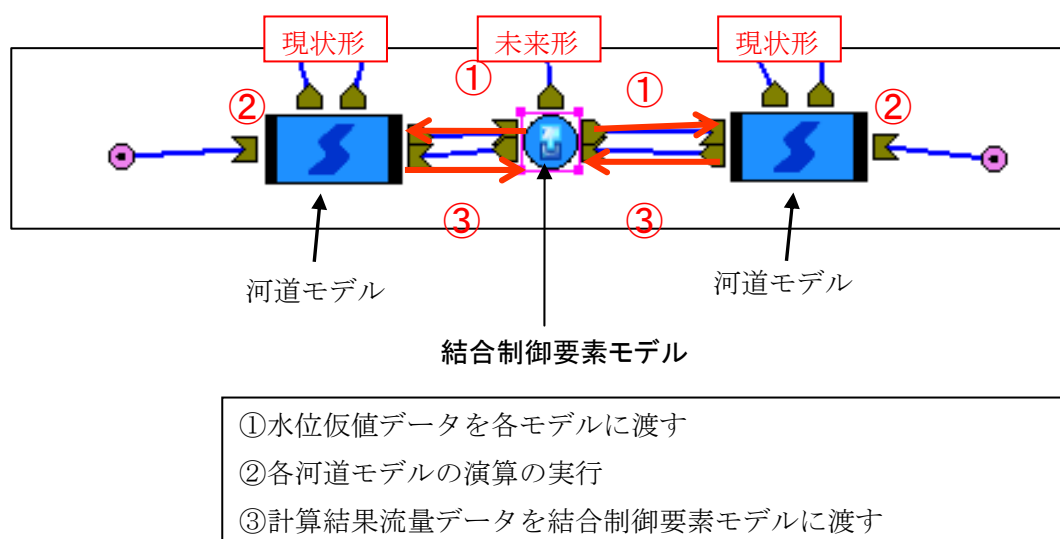 現状形
未来形
現状形
①
①
②
②
③
③
河道モデル
河道モデル
結合制御要素モデル
①水位仮値データを各モデルに渡す
②各河道モデルの演算の実行
③計算結果流量データを結合制御要素モデルに渡す